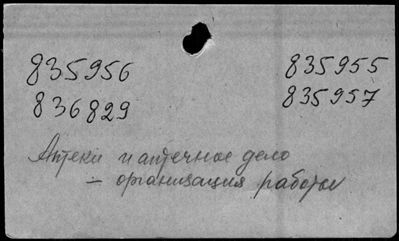 835956 835955
836829 835957
Аптеки и аптечное дело
– организация работы